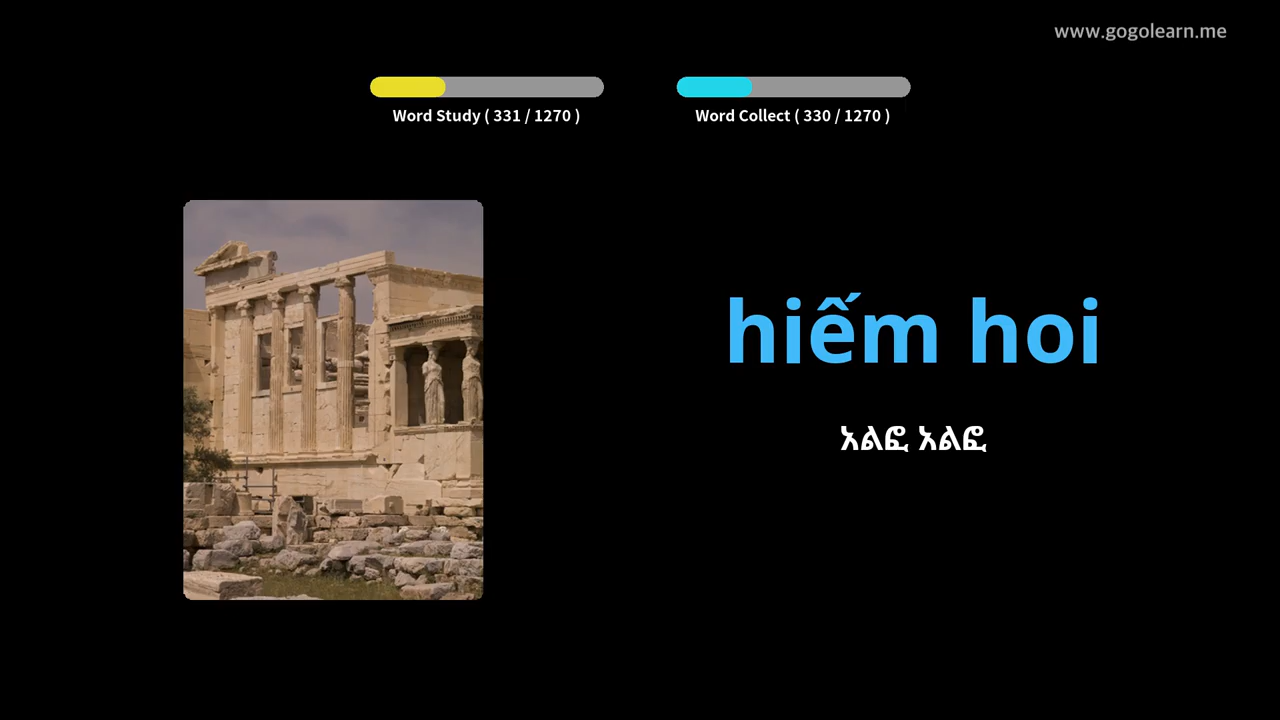 www.gogolearn.me
Word Study ( 331 / 1270 )
Word Collect ( 330 / 1270 )
hiếm hoi
አልፎ አልፎ